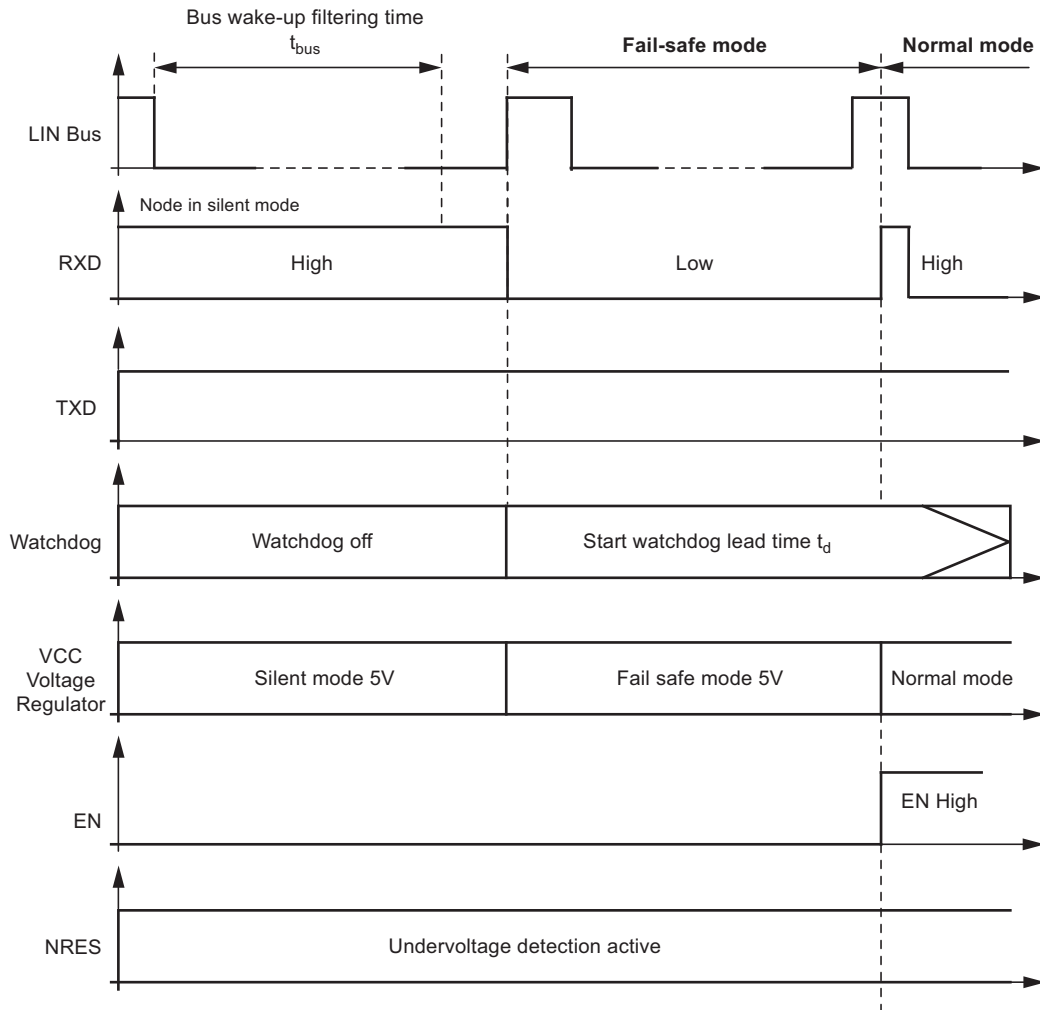 Bus wake-up filtering time
tbus
Fail-safe mode
Normal mode
LIN Bus
Node in silent mode
RXD
High
Low
High
TXD
Watchdog
Watchdog off
Start watchdog lead time td
VCC
Voltage
Regulator
Silent mode 5V
Fail safe mode 5V
Normal mode
EN
EN High
NRES
Undervoltage detection active